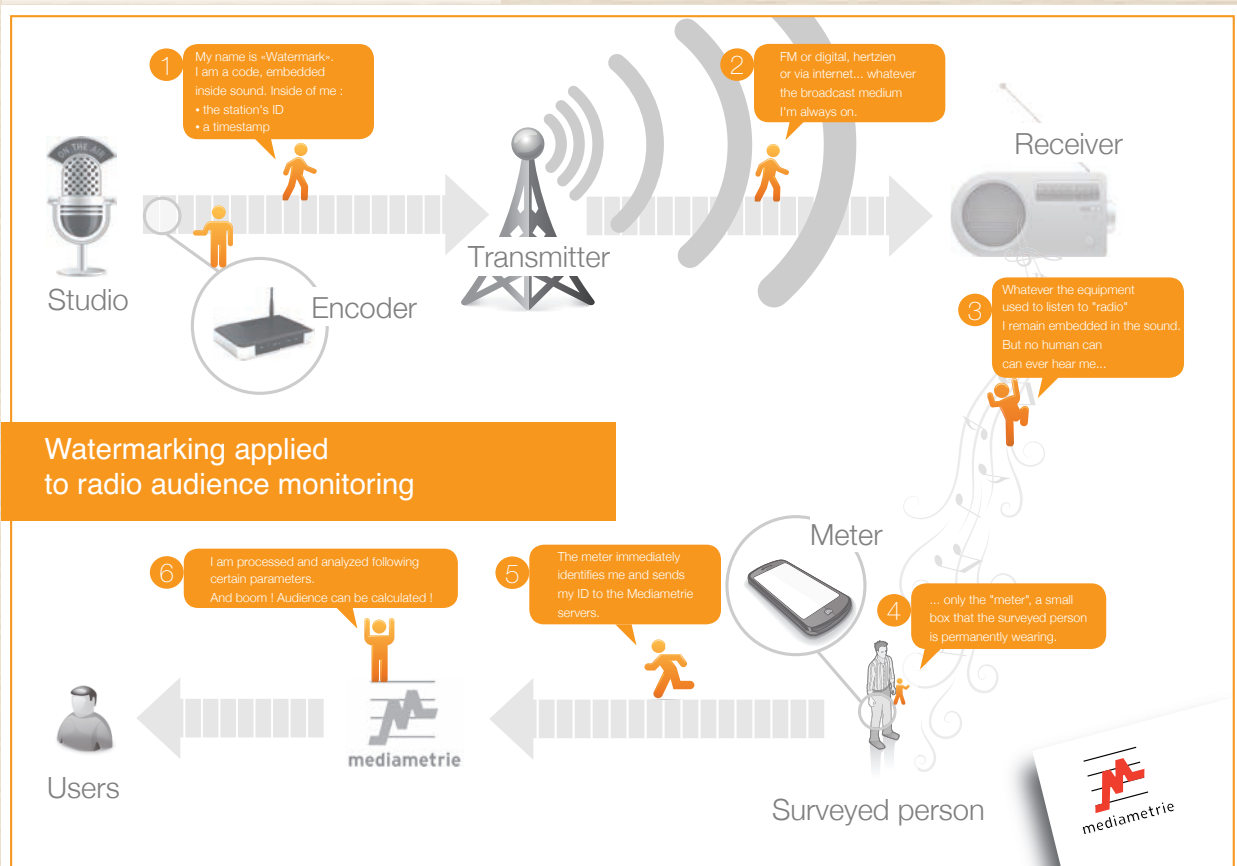 1
My name is «Watermark».
I am a code, embedded
inside sound. Inside of me :
• the station's ID
• a timestamp
2
FM or digital, hertzien
or via internet... whatever
the broadcast medium
I'm always on.
ON THE AIR
Receiver
Transmitter
Studio
Encoder
3
Whatever the equipment
used to listen to "radio"
I remain embedded in the sound.
But no human can
can ever hear me...
Watermarking applied
to radio audience monitoring
Meter
4
... only the "meter", a small
box that the surveyed person
is permanently wearing.
5
The meter immediately
identifies me and sends
my ID to the Mediametrie
servers.
6
I am processed and analyzed following
certain parameters.
And boom ! Audience can be calculated !
mediametrie
Users
Surveyed person
mediametrie